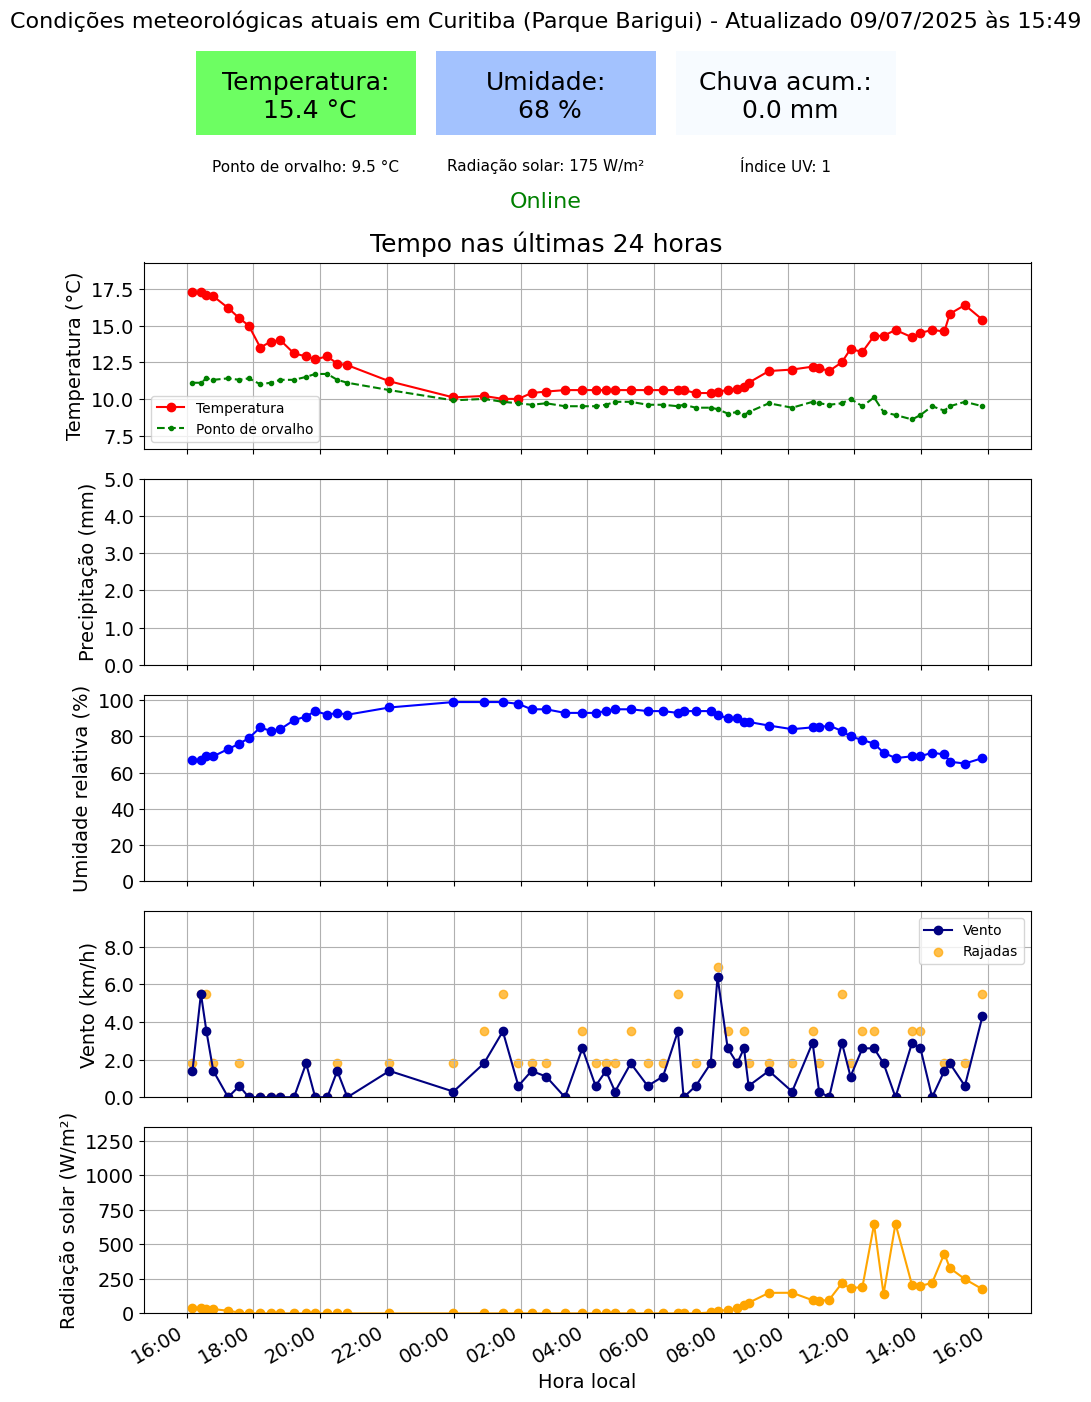 Condições meteorológicas atuais em Curitiba (Parque Barigui) - Atualizado 09/07/2025 às 15:49
Temperatura:
15.4 °C
Umidade:
68 %
Chuva acum.:
0.0 mm
Ponto de orvalho: 9.5 °C
Radiação solar: 175 W/m²
Índice UV: 1
Online
Tempo nas últimas 24 horas
Temperatura (°C)
17.5
15.0
12.5
10.0
7.5
Temperatura
Ponto de orvalho
Precipitação (mm)
5.0
4.0
3.0
2.0
1.0
0.0
Umidade relativa (%)
100
80
60
40
20
0
Vento (km/h)
8.0
6.0
4.0
2.0
0.0
Vento
Rajadas
Radiação solar (W/m²)
1250
1000
750
500
250
0
16:00
18:00
20:00
22:00
00:00
02:00
04:00
06:00
08:00
10:00
12:00
14:00
16:00
Hora local